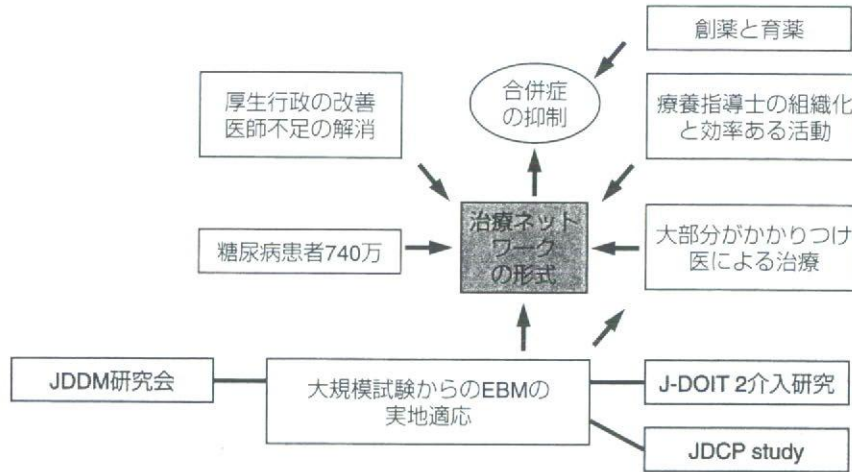 創薬と育薬
厚生行政の改善
医師不足の解消
合併症
の抑制
療養指導士の組織化
と効率ある活動
糖尿病患者740万
治療ネット
ワーク
の形式
大部分がかかりつけ
医による治療
JDDM研究会
大規模試験からのEBMの
実地適応
J-DOIT 2介入研究
JDCP study